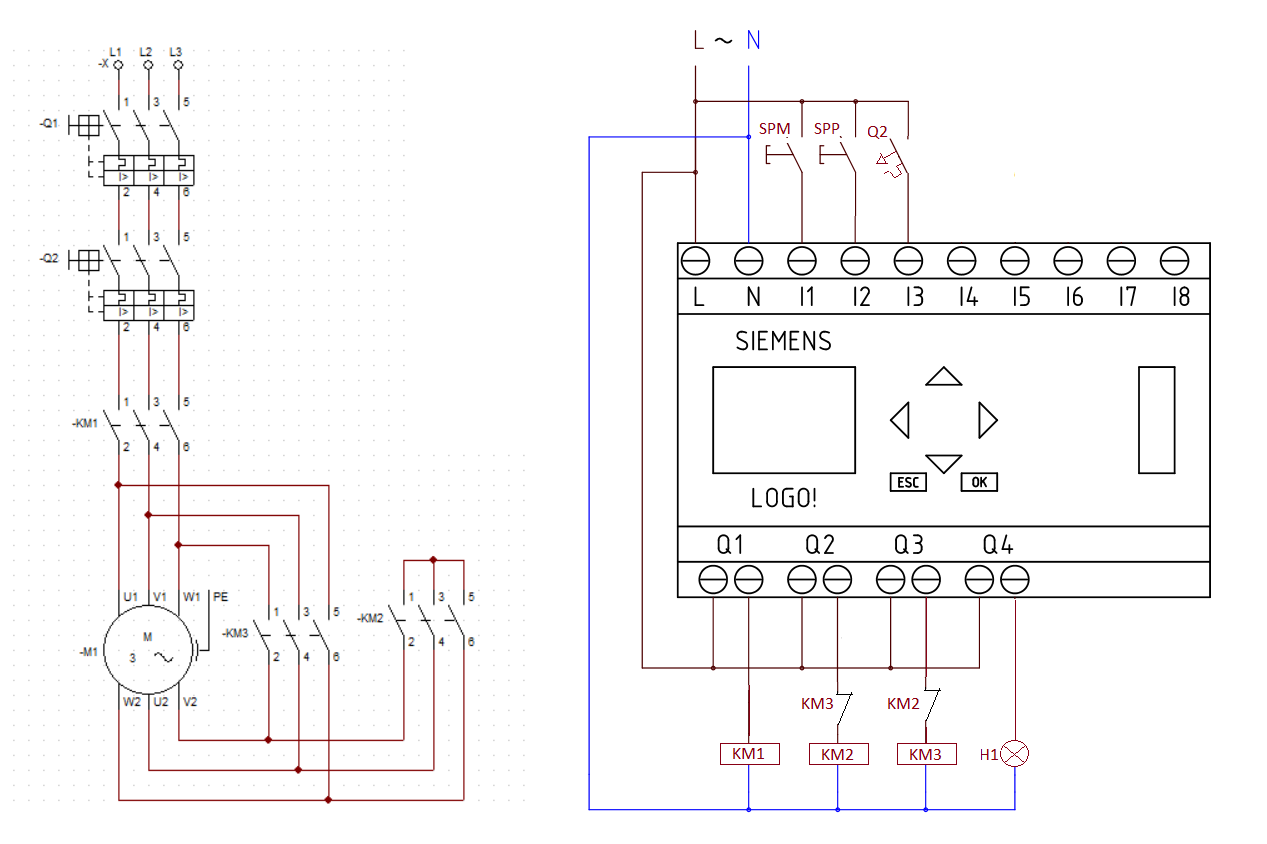 L1 L2 L3
-X
1 3 5
-Q1
I> I> I>
2 4 6
1 3 5
-Q2
I> I> I>
2 4 6
1 3 5
-KM1
2 4 6
U1 V1 W1 PE
M
3
-M1
W2 U2 V2
1 3 5
-KM3
2 4 6
1 3 5
-KM2
2 4 6
L ~ N
SPM SPP Q2
L N I1 I2 I3 I4 I5 I6 I7 I8
SIEMENS
ESC OK
LOGO!
Q1 Q2 Q3 Q4
KM3 KM2
KM1 KM2 KM3 H1